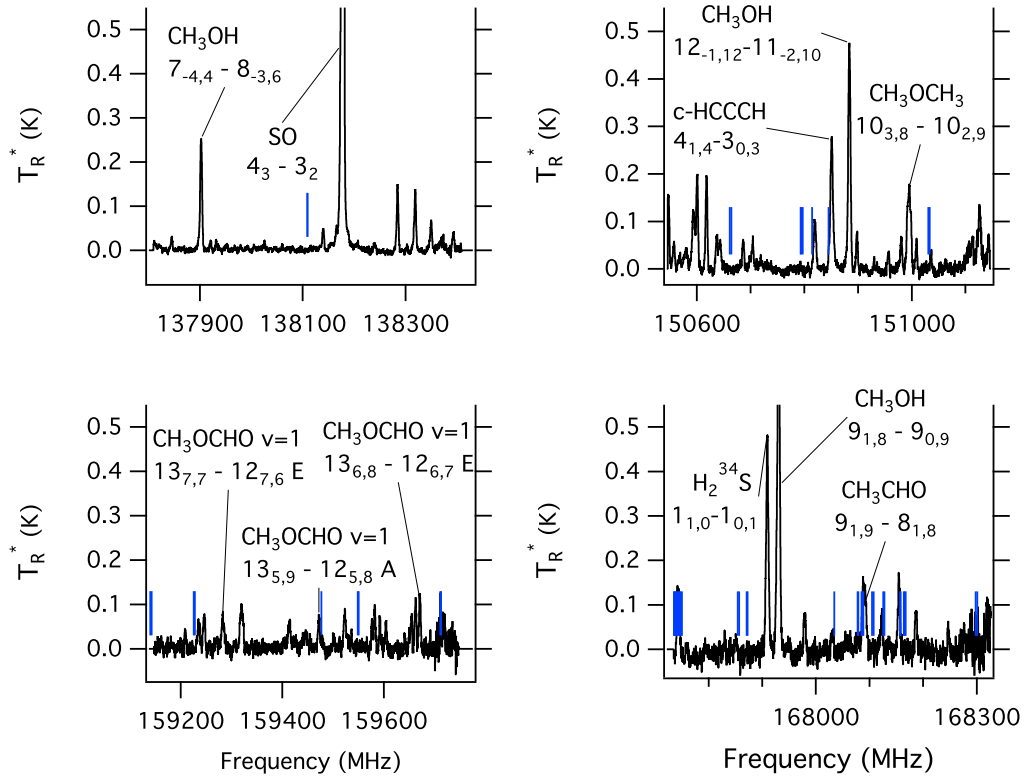 CH₃OH
7₋₄,₄ - 8₋₃,₆
SO
4₃ - 3₂
0.5
0.4
0.3
0.2
0.1
0.0
T_R^* (K)
137900 138100 138300
CH₃OH
12₋₁,₁₂-11₋₂,₁₀
c-HCCCH
4₁,₄-3₀,₃
CH₃OCH₃
10₃,₈ - 10₂,₉
0.5
0.4
0.3
0.2
0.1
0.0
T_R^* (K)
150600 151000
CH₃OCHO v=1
13₇,₇ - 12₇,₆ E
CH₃OCHO v=1
13₆,₈ - 12₆,₇ E
CH₃OCHO v=1
13₅,₉ - 12₅,₈ A
0.5
0.4
0.3
0.2
0.1
0.0
T_R^* (K)
159200 159400 159600
Frequency (MHz)
CH₃OH
9₁,₈ - 9₀,₉
H₂³⁴S
1₁,₀-1₀,₁
CH₃CHO
9₁,₉ - 8₁,₈
0.5
0.4
0.3
0.2
0.1
0.0
T_R^* (K)
168000 168300
Frequency (MHz)